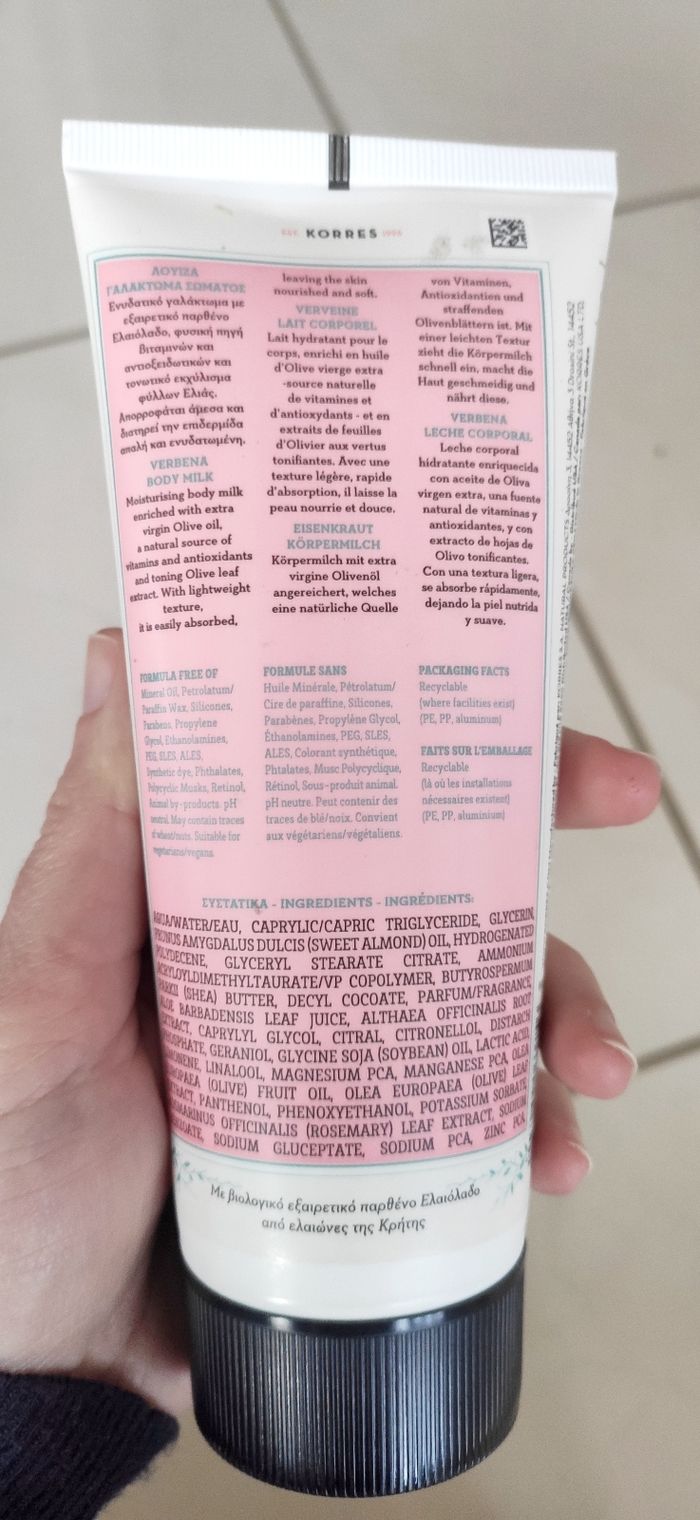 EST. KORRES 1996
ΛΟΥΙΖΑ
ΓΑΛΑΚΤΩΜΑ ΣΩΜΑΤΟΣ
Ενυδατικό γαλάκτωμα με
εξαιρετικό παρθένο
Ελαιόλαδο, φυσική πηγή
βιταμινών και
αντιοξειδωτικών και
τονωτικό εκχύλισμα
φύλλων Ελιάς.
Απορροφάται άμεσα και
διατηρεί την επιδερμίδα
απαλή και ενυδατωμένη.
VERBENA
BODY MILK
Moisturising body milk
enriched with extra
virgin Olive oil,
a natural source of
vitamins and antioxidants
and toning Olive leaf
extract. With lightweight
texture,
it is easily absorbed,
leaving the skin
nourished and soft.
VERVEINE
LAIT CORPOREL
Lait hydratant pour le
corps, enrichi en huile
d'Olive vierge extra
-source naturelle
de vitamines et
d'antioxydants - et en
extraits de feuilles
d'Olivier aux vertus
tonifiantes. Avec une
texture légère, rapide
d'absorption, il laisse la
peau nourrie et douce.
EISENKRAUT
KÖRPERMILCH
Körpermilch mit extra
virgine Olivenöl
angereichert, welches
eine natürliche Quelle
von Vitaminen,
Antioxidantien und
straffenden
Olivenblättern ist. Mit
einer leichten Textur
zieht die Körpermilch
schnell ein, macht die
Haut geschmeidig und
nährt diese.
VERBENA
LECHE CORPORAL
Leche corporal
hidratante enriquecida
con aceite de Oliva
virgen extra, una fuente
natural de vitaminas y
antioxidantes, y con
extracto de hojas de
Olivo tonificantes.
Con una textura ligera,
se absorbe rápidamente,
dejando la piel nutrida
y suave.
FORMULA FREE OF
Mineral Oil, Petrolatum/
Paraffin Wax, Silicones,
Parabens, Propylene
Glycol, Ethanolamines,
PEG, SLES, ALES,
Synthetic dye, Phthalates,
Polycyclic Musks, Retinol,
Animal by-products. pH
neutral. May contain traces
of wheat/nuts. Suitable for
vegetarians/vegans.
FORMULE SANS
Huile Minérale, Pétrolatum/
Cire de paraffine, Silicones,
Parabènes, Propylène Glycol,
Éthanolamines, PEG, SLES,
ALES, Colorant synthétique,
Phtalates, Musc Polycyclique,
Rétinol, Sous-produit animal.
pH neutre. Peut contenir des
traces de blé/noix. Convient
aux végétariens/végétaliens.
PACKAGING FACTS
Recyclable
(where facilities exist)
(PE, PP, aluminum)
FAITS SUR L'EMBALLAGE
Recyclable
(là où les installations
nécessaires existent)
(PE, PP, aluminium)
ΣΥΣΤΑΤΙΚΑ - INGREDIENTS - INGRÉDIENTS:
AQUA/WATER/EAU, CAPRYLIC/CAPRIC TRIGLYCERIDE, GLYCERIN,
PRUNUS AMYGDALUS DULCIS (SWEET ALMOND) OIL, HYDROGENATED
POLYDECENE, GLYCERYL STEARATE CITRATE, AMMONIUM
ACRYLOYLDIMETHYLTAURATE/VP COPOLYMER, BUTYROSPERMUM
PARKII (SHEA) BUTTER, DECYL COCOATE, PARFUM/FRAGRANCE,
ALOE BARBADENSIS LEAF JUICE, ALTHAEA OFFICINALIS ROOT
EXTRACT, CAPRYLYL GLYCOL, CITRAL, CITRONELLOL, DISTARCH
PHOSPHATE, GERANIOL, GLYCINE SOJA (SOYBEAN) OIL, LACTIC ACID,
LIMONENE, LINALOOL, MAGNESIUM PCA, MANGANESE PCA, OLEA
EUROPAEA (OLIVE) FRUIT OIL, OLEA EUROPAEA (OLIVE) LEAF
EXTRACT, PANTHENOL, PHENOXYETHANOL, POTASSIUM SORBATE,
ROSMARINUS OFFICINALIS (ROSEMARY) LEAF EXTRACT, SODIUM
SODIUM GLUCEPTATE, SODIUM PCA, ZINC PCA.
Με βιολογικό εξαιρετικό παρθένο Ελαιόλαδο
από ελαιώνες της Κρήτης